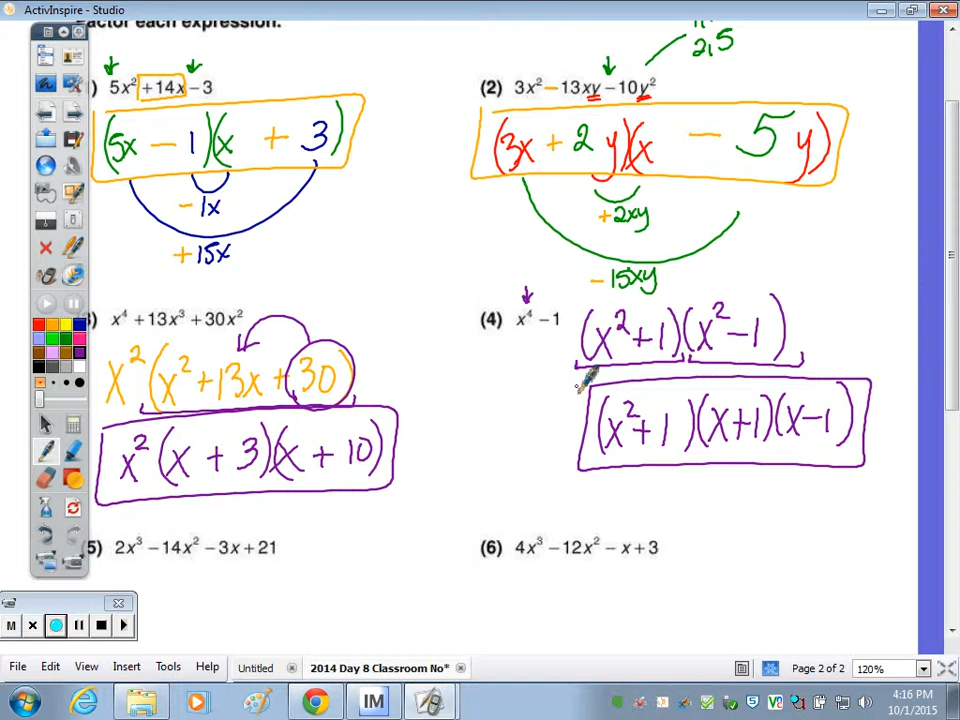 ActivInspire - Studio
Factor each expression.
2,5
) 5x² +14x -3
(5x - 1)(x + 3)
- 1x
+ 15x
(2) 3x² -13xy -10y²
(3x + 2y)(x - 5y)
+2xy
-15xy
3) x⁴ +13x³ +30x²
x²(x²+13x+30)
x²(x + 3)(x + 10)
(4) x⁴ -1
(x²+1)(x²-1)
(x²+1)(x+1)(x-1)
5) 2x³ -14x² -3x+21
(6) 4x³ -12x² -x+3
M
File Edit View Insert Tools Help
Untitled
2014 Day 8 Classroom No*
Page 2 of 2
120%
IM
4:16 PM
10/1/2015